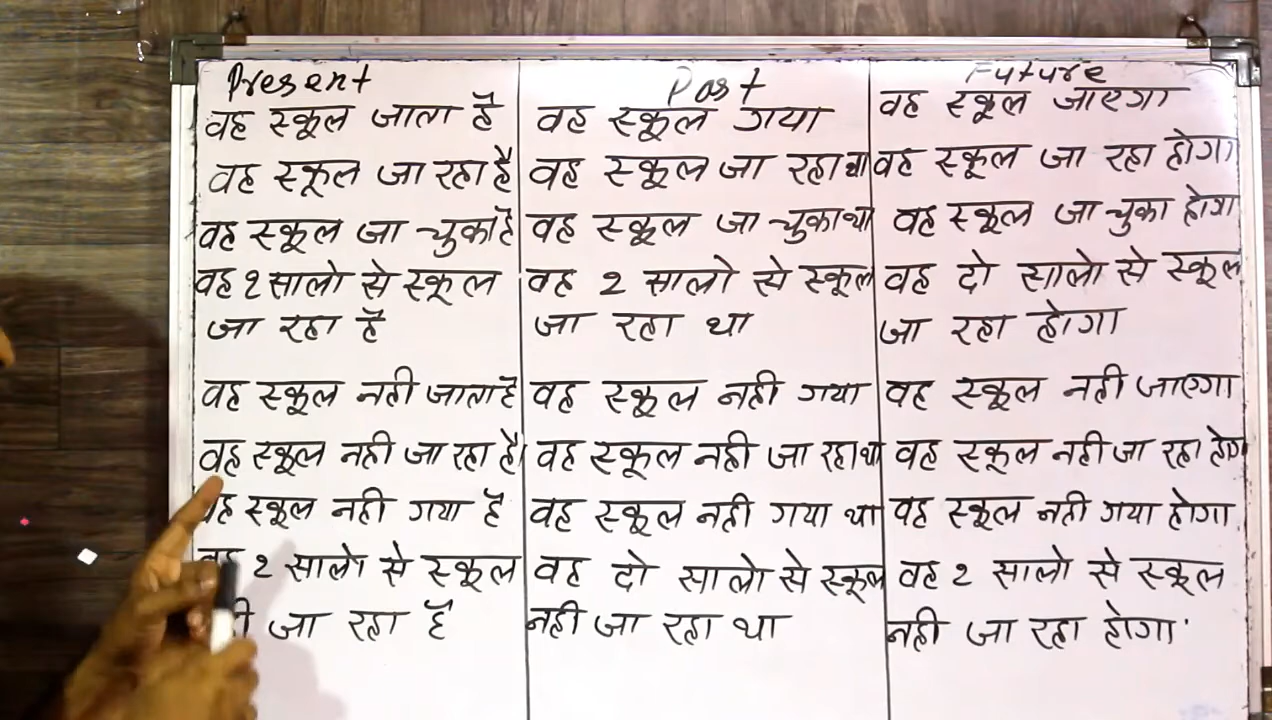 Present
वह स्कूल जाता है
वह स्कूल जा रहा है
वह स्कूल जा चुका है
वह 2 सालो से स्कूल
जा रहा है
वह स्कूल नही जाता है
वह स्कूल नही जा रहा है।
वह स्कूल नही गया है
वह 2 सालो से स्कूल
जा रहा है
Past
वह स्कूल गया
वह स्कूल जा रहा था
वह स्कूल जा चुका था
वह 2 सालो से स्कूल
जा रहा था
वह स्कूल नही गया
वह स्कूल नही जा रहा था
वह स्कूल नही गया था
वह दो सालो से स्कूल
नही जा रहा था
Future
वह स्कूल जाएगा
वह स्कूल जा रहा होगा
वह स्कूल जा चुका होगा
वह दो सालो से स्कूल
जा रहा होगा
वह स्कूल नही जाएगा
वह स्कूल नही जा रहा होगा
वह स्कूल नही गया होगा
वह 2 सालो से स्कूल
नही जा रहा होगा